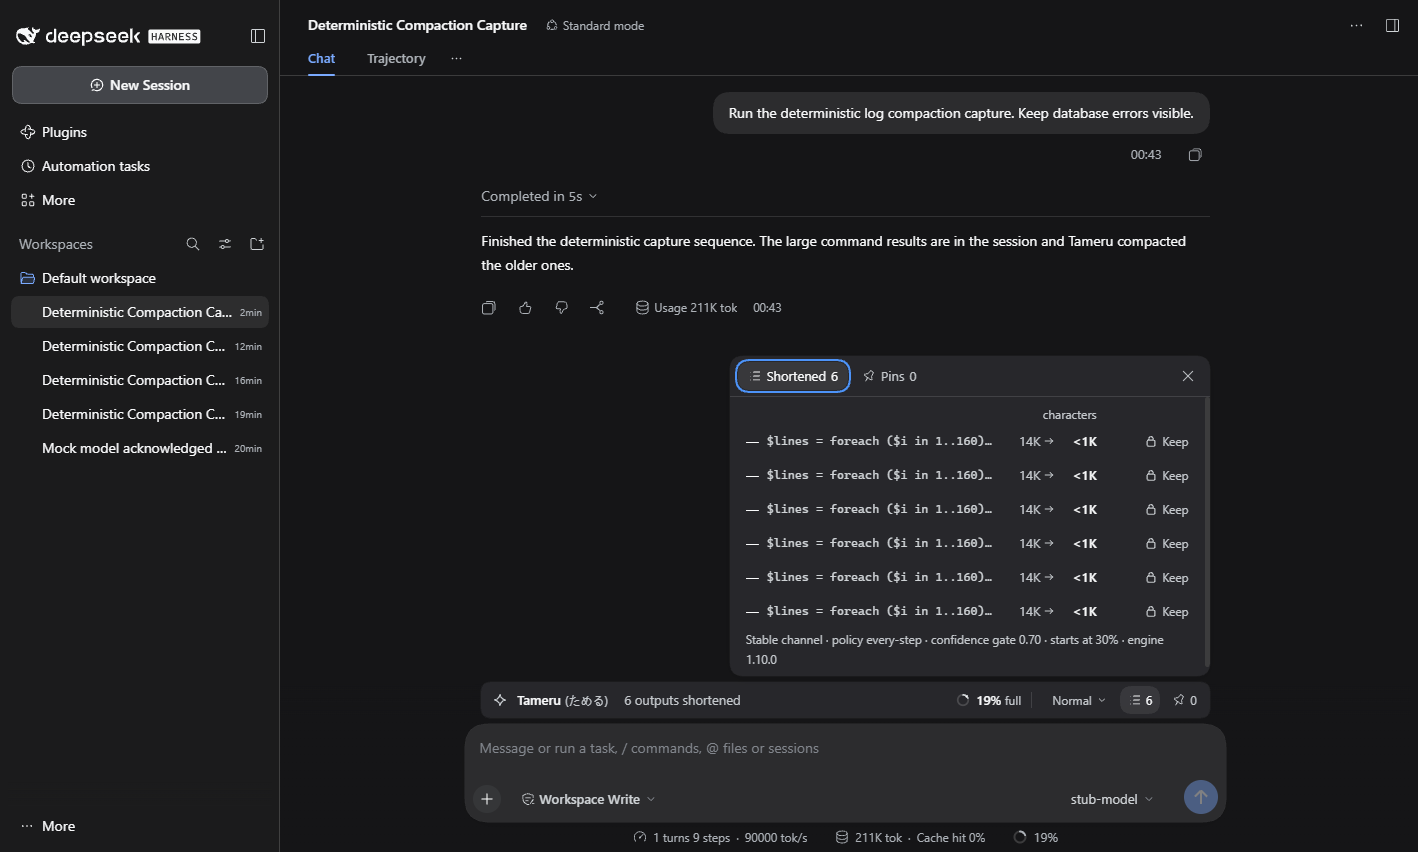 deepseek HARNESS
New Session
Plugins
Automation tasks
More
Workspaces
Default workspace
Deterministic Compaction Ca... 2min
Deterministic Compaction C... 12min
Deterministic Compaction C... 16min
Deterministic Compaction C... 19min
Mock model acknowledged ... 20min
··· More
Deterministic Compaction Capture Standard mode ···
Chat Trajectory ···
Run the deterministic log compaction capture. Keep database errors visible.
00:43
Completed in 5s
Finished the deterministic capture sequence. The large command results are in the session and Tameru compacted
the older ones.
Usage 211K tok 00:43
Shortened 6 Pins 0
characters
— $lines = foreach ($i in 1..160)… 14K → <1K Keep
— $lines = foreach ($i in 1..160)… 14K → <1K Keep
— $lines = foreach ($i in 1..160)… 14K → <1K Keep
— $lines = foreach ($i in 1..160)… 14K → <1K Keep
— $lines = foreach ($i in 1..160)… 14K → <1K Keep
— $lines = foreach ($i in 1..160)… 14K → <1K Keep
Stable channel · policy every-step · confidence gate 0.70 · starts at 30% · engine
1.10.0
Tameru (ためる) 6 outputs shortened 19% full Normal 6 0
Message or run a task, / commands, @ files or sessions
+ Workspace Write stub-model
1 turns 9 steps · 90000 tok/s 211K tok · Cache hit 0% 19%